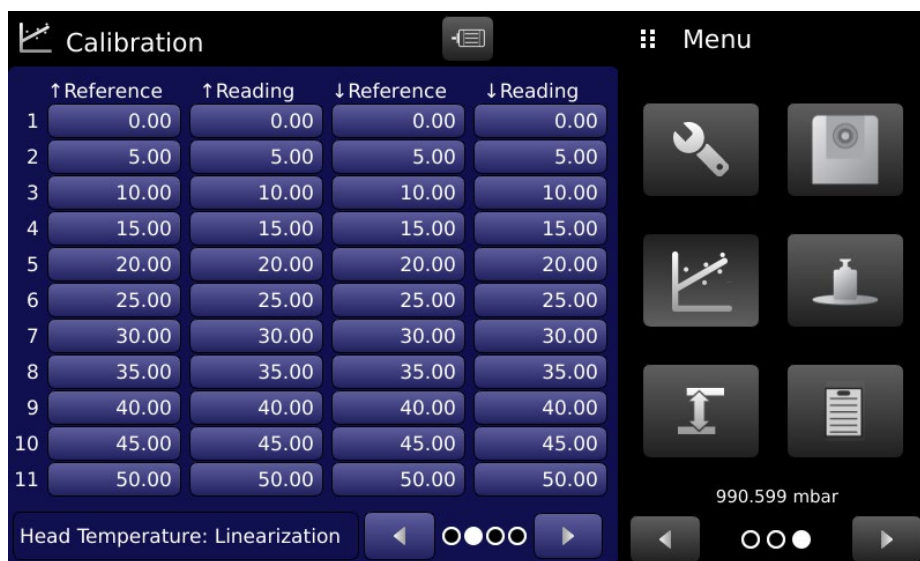 Calibration
Menu
↑Reference ↑Reading ↓Reference ↓Reading
1 0.00 0.00 0.00 0.00
2 5.00 5.00 5.00 5.00
3 10.00 10.00 10.00 10.00
4 15.00 15.00 15.00 15.00
5 20.00 20.00 20.00 20.00
6 25.00 25.00 25.00 25.00
7 30.00 30.00 30.00 30.00
8 35.00 35.00 35.00 35.00
9 40.00 40.00 40.00 40.00
10 45.00 45.00 45.00 45.00
11 50.00 50.00 50.00 50.00
Head Temperature: Linearization
990.599 mbar